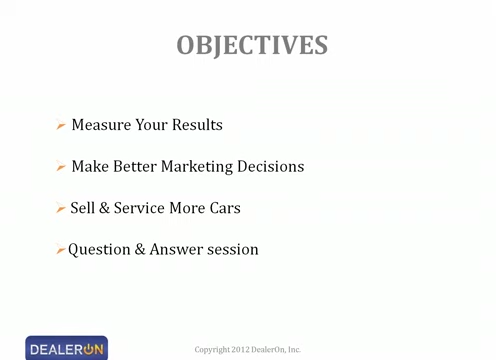 OBJECTIVES
Measure Your Results
Make Better Marketing Decisions
Sell & Service More Cars
Question & Answer session
DEALERON
Copyright 2012 DealerOn, Inc.